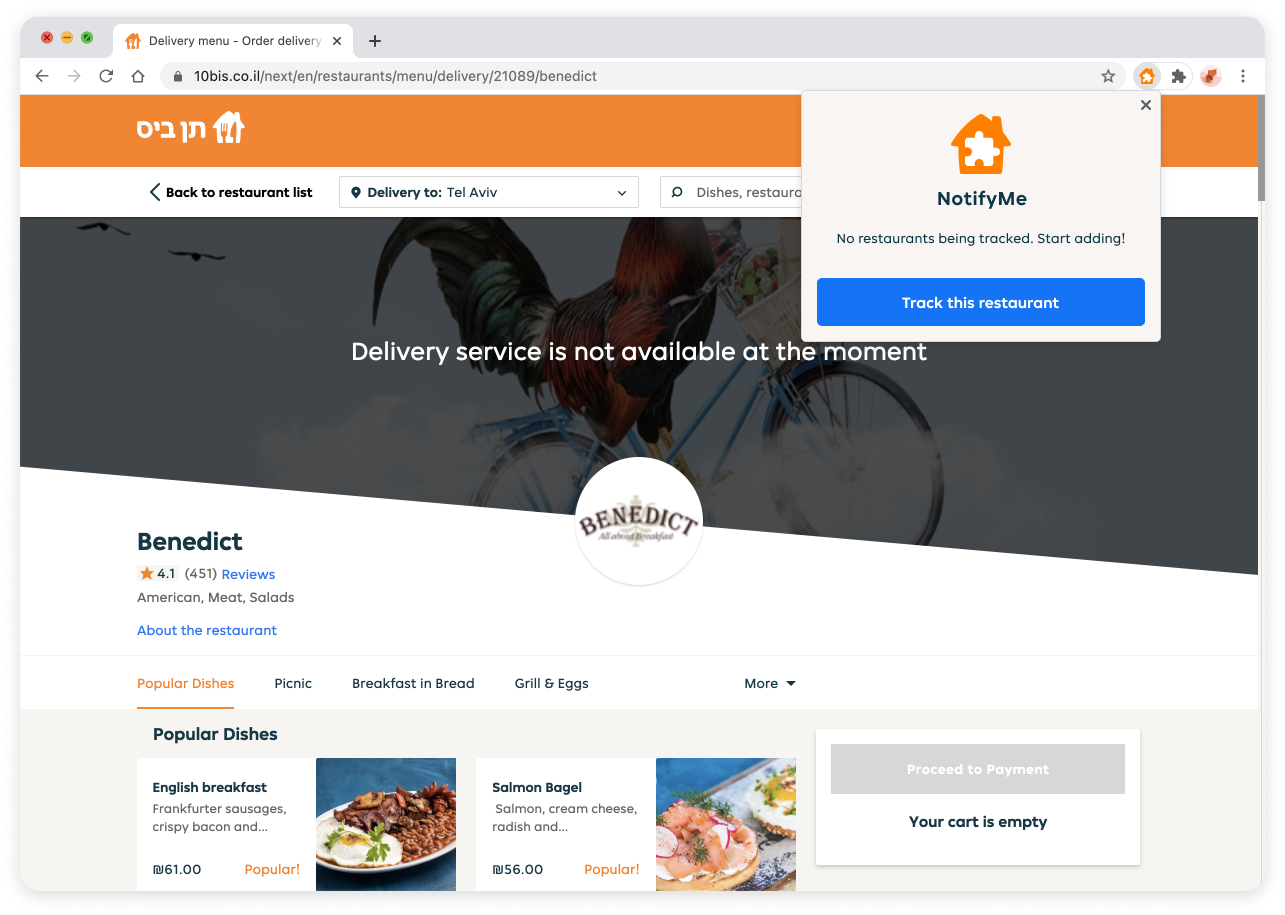 Delivery menu - Order delivery
10bis.co.il/next/en/restaurants/menu/delivery/21089/benedict
תן ביס
NotifyMe
No restaurants being tracked. Start adding!
Track this restaurant
Back to restaurant list
Delivery to: Tel Aviv
Dishes, restaura
Delivery service is not available at the moment
BENEDICT
All about Breakfast
Benedict
4.1 (451) Reviews
American, Meat, Salads
About the restaurant
Popular Dishes
Picnic
Breakfast in Bread
Grill & Eggs
More
Popular Dishes
English breakfast
Frankfurter sausages,
crispy bacon and...
₪61.00 Popular!
Salmon Bagel
Salmon, cream cheese,
radish and...
₪56.00 Popular!
Proceed to Payment
Your cart is empty